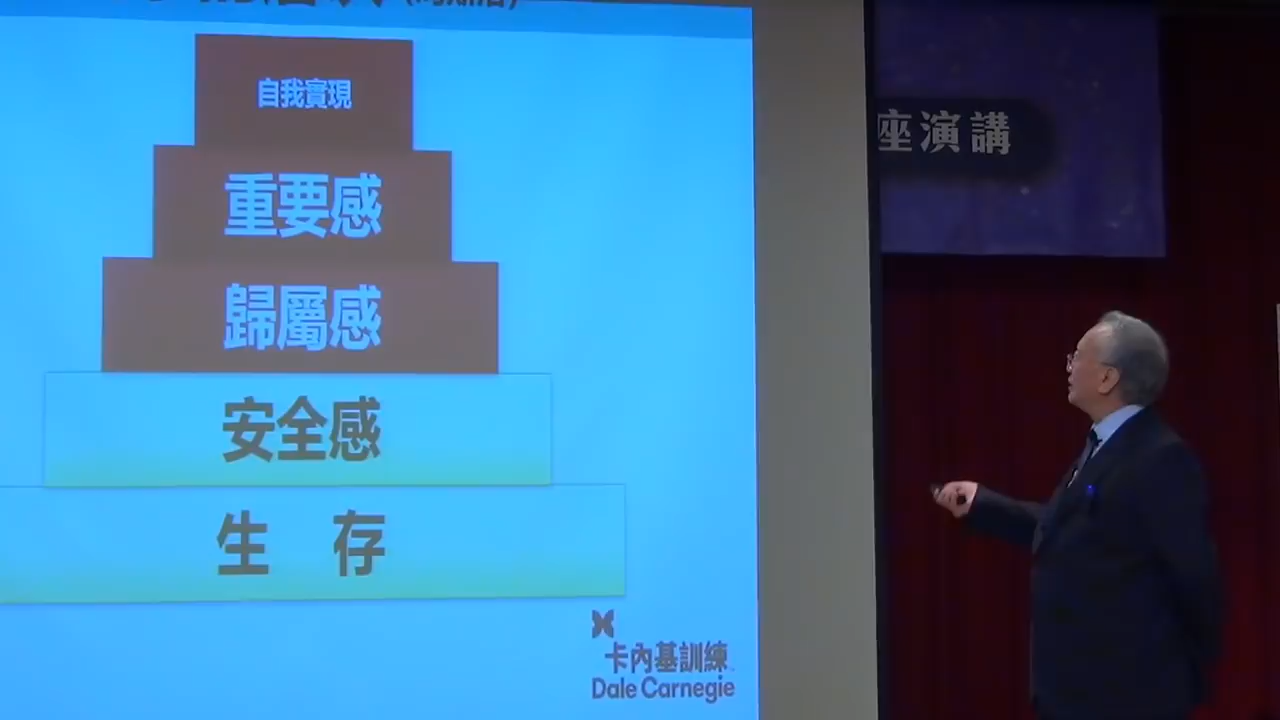 自我實現
重要感
歸屬感
安全感
生 存
卡內基訓練
Dale Carnegie
座演講